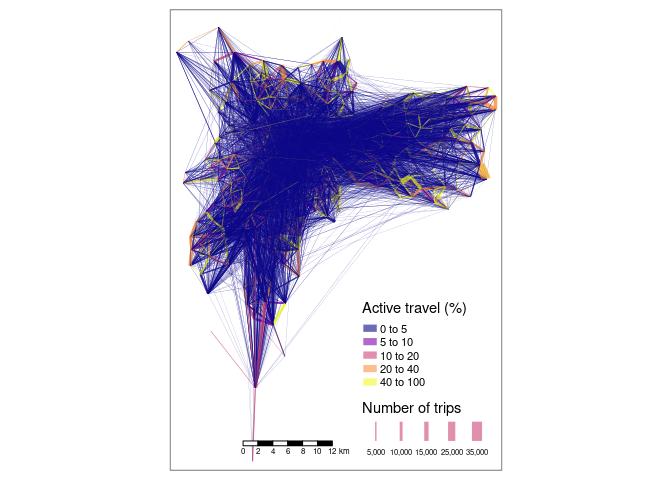 Active travel (%)
0 to 5
5 to 10
10 to 20
20 to 40
40 to 100
Number of trips
5,000 10,000 15,000 25,000 35,000
0 2 4 6 8 10 12 km